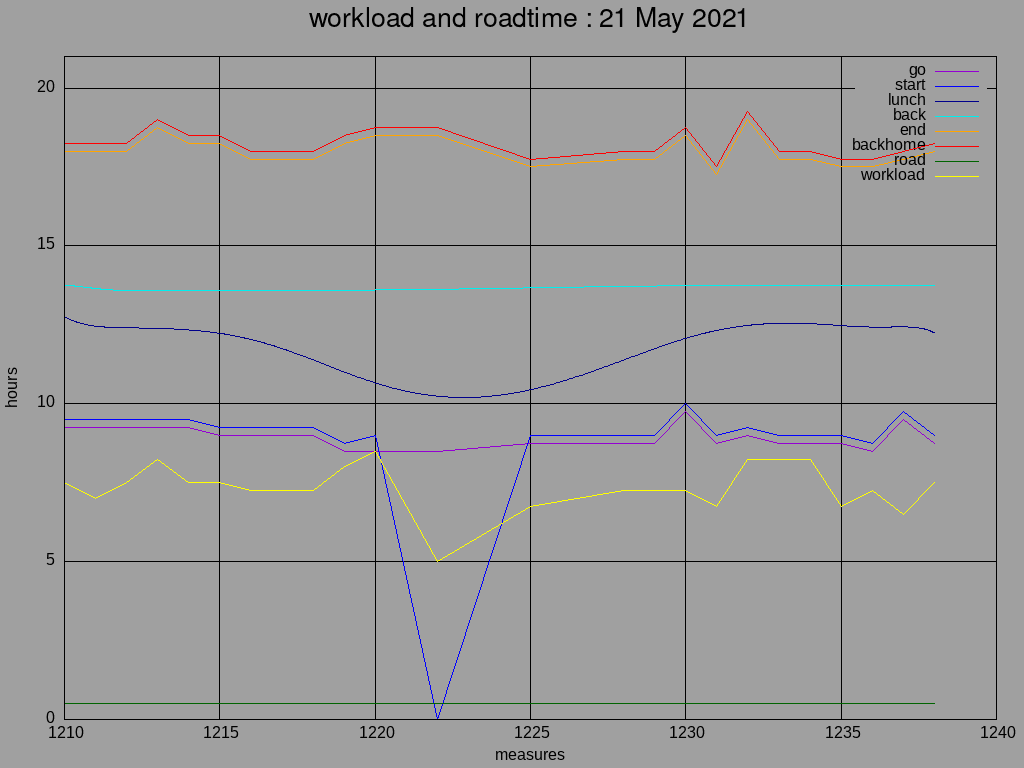 workload and roadtime : 21 May 2021
go
start
lunch
back
end
backhome
road
workload
20
15
10
5
0
hours
1210 1215 1220 1225 1230 1235 1240
measures